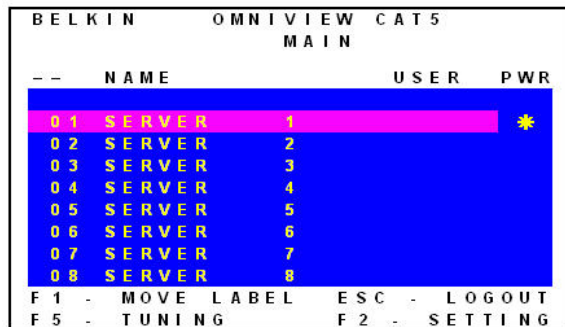 BELKIN OMNIVIEW CAT5
MAIN
-- NAME USER PWR
01 SERVER 1 *
02 SERVER 2
03 SERVER 3
04 SERVER 4
05 SERVER 5
06 SERVER 6
07 SERVER 7
08 SERVER 8
F1 - MOVE LABEL ESC - LOGOUT
F5 - TUNING F2 - SETTING